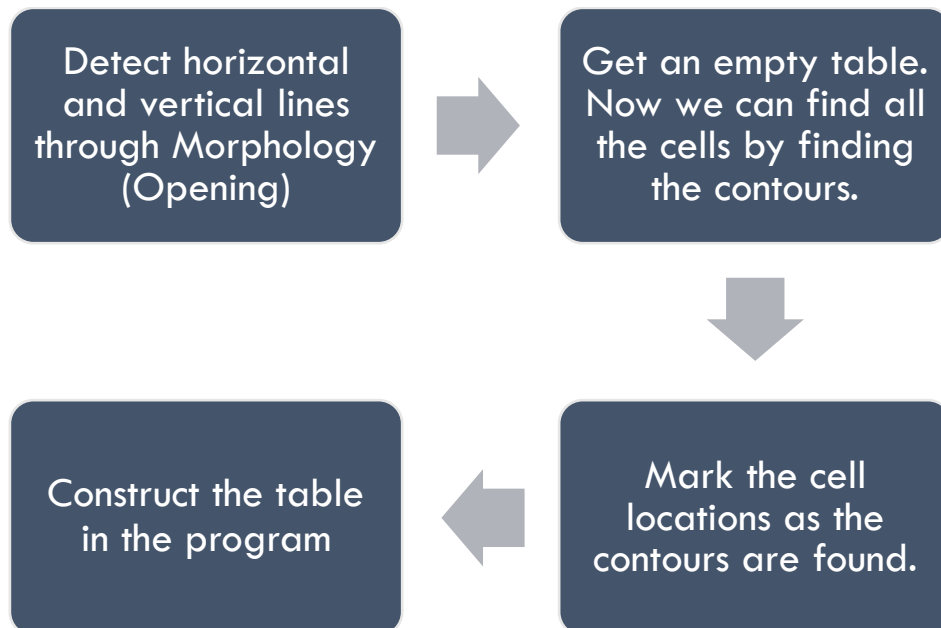 Detect horizontal
and vertical lines
through Morphology
(Opening)
Get an empty table.
Now we can find all
the cells by finding
the contours.
Mark the cell
locations as the
contours are found.
Construct the table
in the program